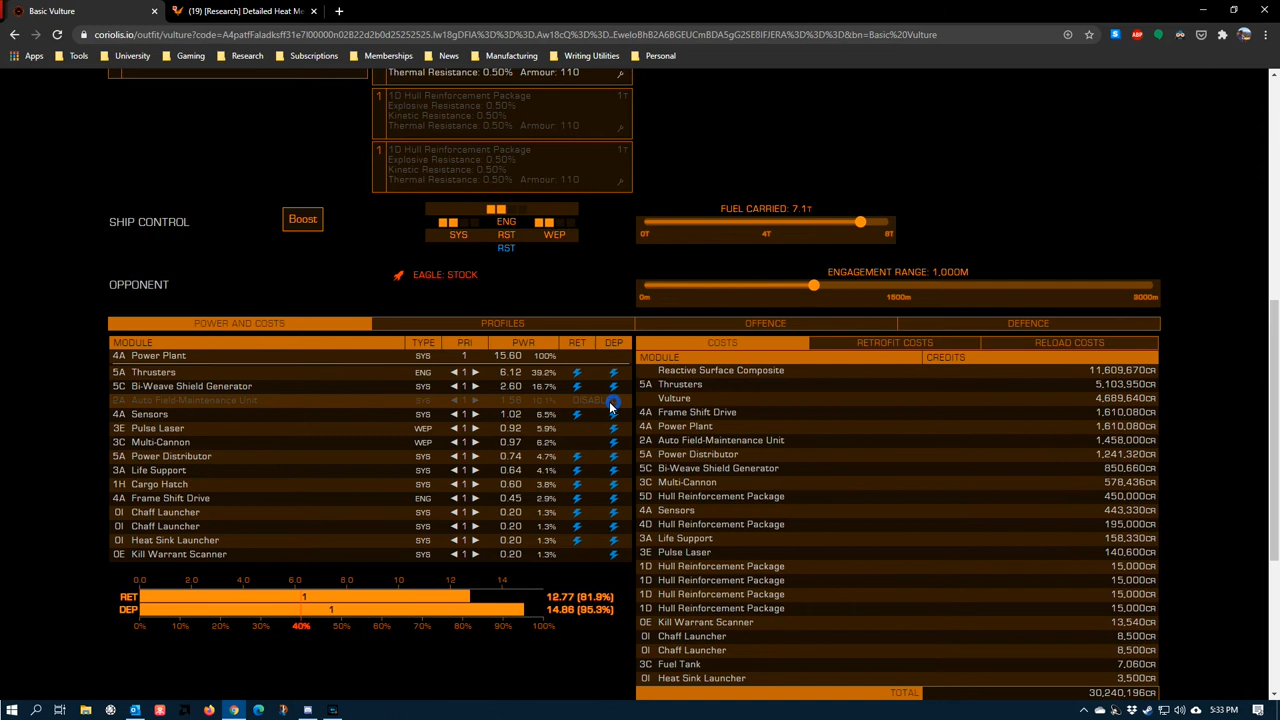 Basic Vulture
(19) [Research] Detailed Heat Me
coriolis.io/outfit/vulture?code=A4patfFaladksff31e7l00000n02B22d2b0d25252525.Iw18gDFIA%3D%3D.Aw18cQ%3D%3D.EweloBhBGA2BGEUCmBDA5gG2S8IFJERA%3D%3D%3D&bn=Basic%20Vulture
Apps Tools University Gaming Research Subscriptions Memberships News Manufacturing Writing Utilities Personal
Thermal Resistance: 0.50% Armour: 110
1 1D Hull Reinforcement Package 1T
Explosive Resistance: 0.50%
Kinetic Resistance: 0.50%
Thermal Resistance: 0.50% Armour: 110
1 1D Hull Reinforcement Package 1T
Explosive Resistance: 0.50%
Kinetic Resistance: 0.50%
Thermal Resistance: 0.50% Armour: 110
SHIP CONTROL
Boost
ENG
SYS RST WEP
RST
FUEL CARRIED: 7.1T
0T 4T 8T
OPPONENT
EAGLE: STOCK
ENGAGEMENT RANGE: 1,000M
0m 1500m 3000m
POWER AND COSTS PROFILES OFFENCE DEFENCE
MODULE TYPE PRI PWR RET DEP
4A Power Plant SYS 1 15.60 100%
5A Thrusters ENG 1 6.12 39.2%
5C Bi-Weave Shield Generator SYS 1 2.60 16.7%
2A Auto Field-Maintenance Unit SYS 1 1.56 10.1% DISABL
4A Sensors SYS 1 1.02 6.5%
3E Pulse Laser WEP 1 0.92 5.9%
3C Multi-Cannon WEP 1 0.97 6.2%
5A Power Distributor SYS 1 0.74 4.7%
3A Life Support SYS 1 0.64 4.1%
1H Cargo Hatch SYS 1 0.60 3.8%
4A Frame Shift Drive ENG 1 0.45 2.9%
0I Chaff Launcher SYS 1 0.20 1.3%
0I Chaff Launcher SYS 1 0.20 1.3%
0I Heat Sink Launcher SYS 1 0.20 1.3%
0E Kill Warrant Scanner SYS 1 0.20 1.3%
0.0 2.0 4.0 6.0 8.0 10 12 14
RET 1 12.77 (81.9%)
DEP 1 14.86 (95.3%)
0% 10% 20% 30% 40% 50% 60% 70% 80% 90% 100%
COSTS RETROFIT COSTS RELOAD COSTS
MODULE CREDITS
Reactive Surface Composite 11,609,670CR
5A Thrusters 5,103,950CR
Vulture 4,689,640CR
4A Frame Shift Drive 1,610,080CR
4A Power Plant 1,610,080CR
2A Auto Field-Maintenance Unit 1,458,000CR
5A Power Distributor 1,241,320CR
5C Bi-Weave Shield Generator 850,660CR
3C Multi-Cannon 578,436CR
5D Hull Reinforcement Package 450,000CR
4A Sensors 443,330CR
4D Hull Reinforcement Package 195,000CR
3A Life Support 158,330CR
3E Pulse Laser 140,600CR
1D Hull Reinforcement Package 15,000CR
1D Hull Reinforcement Package 15,000CR
1D Hull Reinforcement Package 15,000CR
1D Hull Reinforcement Package 15,000CR
0E Kill Warrant Scanner 13,540CR
0I Chaff Launcher 8,500CR
0I Chaff Launcher 8,500CR
3C Fuel Tank 7,060CR
0I Heat Sink Launcher 3,500CR
TOTAL 30,240,196CR
5:33 PM